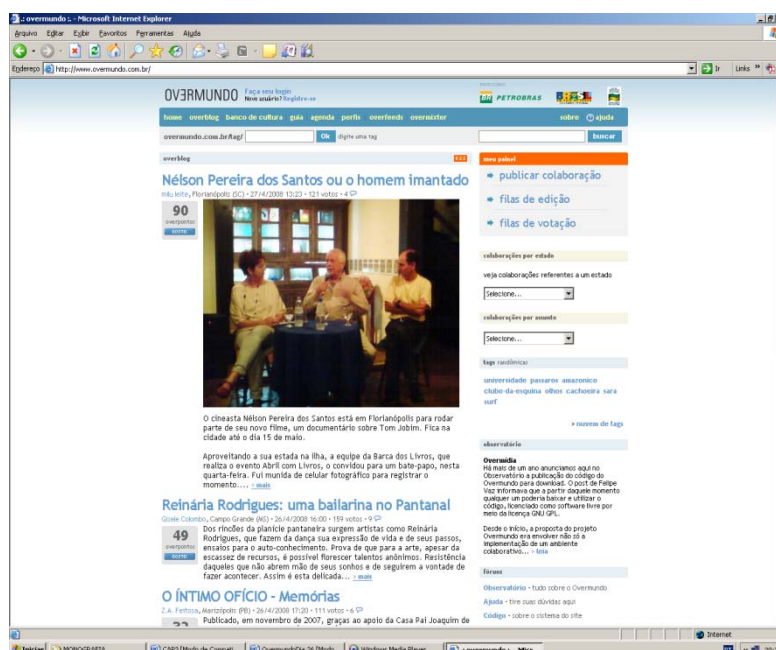 .: overmundo :. - Microsoft Internet Explorer
Arquivo Editar Exibir Favoritos Ferramentas Ajuda
Endereço http://www.overmundo.com.br/ Ir Links
OVERMUNDO
Faça seu login
Novo usuário? Registre-se
PETROBRAS BRASIL
home overblog banco de cultura guia agenda perfis overfeeds overmixter sobre ajuda
overmundo.com.br/tag/ Ok digite uma tag buscar
overblog
Nélson Pereira dos Santos ou o homem imantado
Florianópolis (SC) • 27/4/2008 13:23 • 121 votos • 4
90
overpontos
O cineasta Nélson Pereira dos Santos está em Florianópolis para rodar
parte de seu novo filme, um documentário sobre Tom Jobim. Fica na
cidade até o dia 15 de maio.
Aproveitando a sua estada na ilha, a equipe da Barca dos Livros, que
realiza o evento Abril com Livros, o convidou para um bate-papo, nesta
quarta-feira. Fui munida de celular fotográfico para registrar o
momento.... > mais
Reinária Rodrigues: uma bailarina no Pantanal
Gisele Colombo, Campo Grande (MS) • 26/4/2008 16:00 • 159 votos • 9
49
overpontos
Dos rincões da planície pantaneira surgem artistas como Reinária
Rodrigues, que fazem da dança sua expressão de vida e de seus passos,
ensaios para o auto-conhecimento. Prova de que para a arte, apesar da
escassez de recursos, é possível florescer talentos anônimos. Resistência
daqueles que não abrem mão de seus sonhos e de seguirem a vontade de
fazer acontecer. Assim é esta delicada... > mais
O ÍNTIMO OFÍCIO - Memórias
Z.A. Feitosa, Marizópolis (PB) • 26/4/2008 17:20 • 111 votos • 6
Publicado, em novembro de 2007, graças ao apoio da Casa Pai Joaquim de
meu painel
publicar colaboração
filas de edição
filas de votação
colaborações por estado
veja colaborações referentes a um estado
Selecione...
colaborações por assunto
Selecione...
tags randômicas
universidade passaros amazonico
clube-da-esquina olhos cachoeira sara
surf
> nuvem de tags
observatório
Overmídia
Há mais de um ano anunciamos aqui no
Observatório a publicação do código do
Overmundo para download. O post de Felipe
Vaz informava que a partir daquele momento
qualquer um poderia baixar e utilizar o
código, licenciado como software livre por
meio da licença GNU GPL.
Desde o início, a proposta do projeto
Overmundo era envolver não só a
implementação de um ambiente
colaborativo... > leia
fóruns
Observatório • tudo sobre o Overmundo
Ajuda • tire suas dúvidas aqui
Código • sobre o sistema do site
Internet
Iniciar MONOGRAFIA Windows Media Player